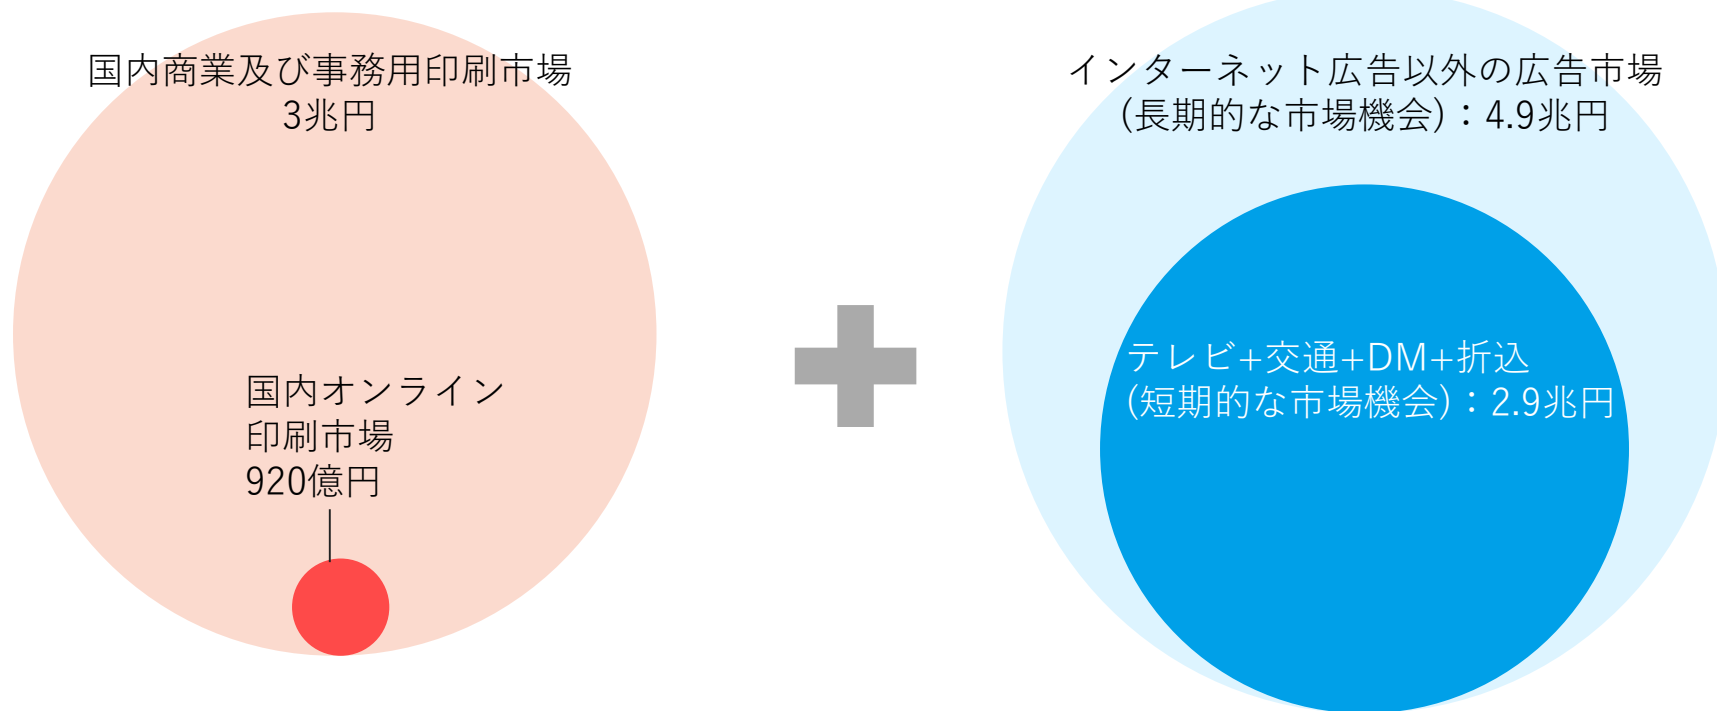 国内商業及び事務用印刷市場
3兆円
国内オンライン
印刷市場
920億円
インターネット広告以外の広告市場
(長期的な市場機会)：4.9兆円
テレビ+交通+DM+折込
(短期的な市場機会)：2.9兆円